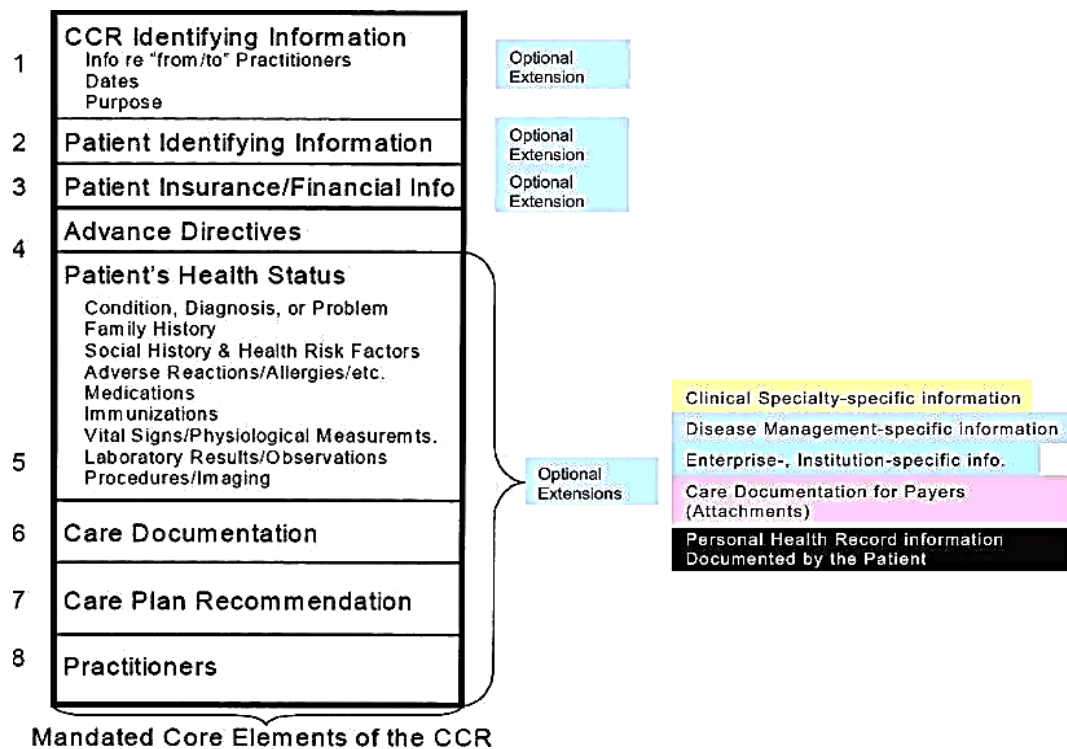 1
CCR Identifying Information
Info re "from/to" Practitioners
Dates
Purpose
Optional
Extension
2
Patient Identifying Information
Optional
Extension
3
Patient Insurance/Financial Info
Optional
Extension
4
Advance Directives
Patient's Health Status
Condition, Diagnosis, or Problem
Family History
Social History & Health Risk Factors
Adverse Reactions/Allergies/etc.
Medications
Immunizations
Vital Signs/Physiological Measuremts.
5
Laboratory Results/Observations
Procedures/Imaging
Optional
Extensions
Clinical Specialty-specific information
Disease Management-specific information
Enterprise-, Institution-specific info.
Care Documentation for Payers
(Attachments)
Personal Health Record information
Documented by the Patient
6
Care Documentation
7
Care Plan Recommendation
8
Practitioners
Mandated Core Elements of the CCR